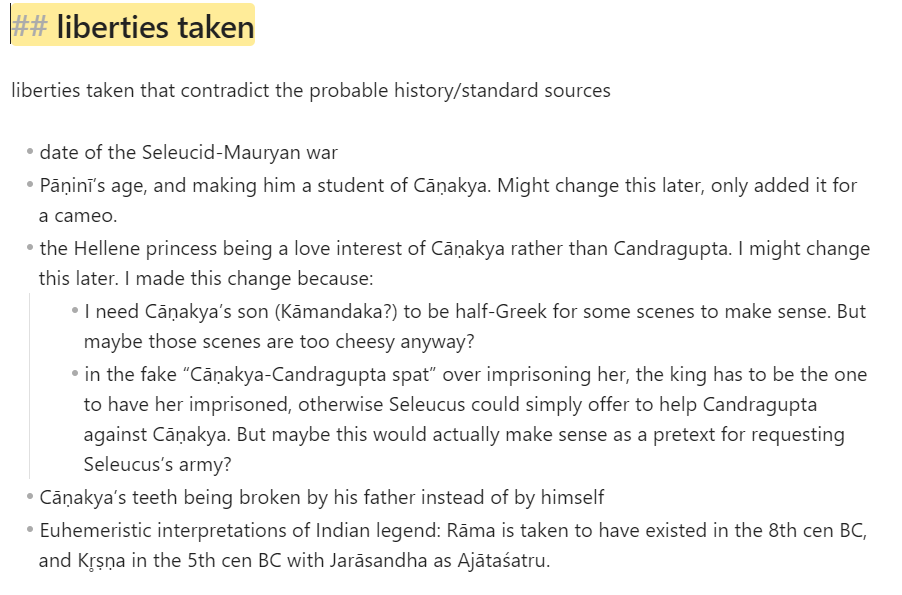 ## liberties taken
liberties taken that contradict the probable history/standard sources
• date of the Seleucid-Mauryan war
• Pāṇinī’s age, and making him a student of Cāṇakya. Might change this later, only added it for
a cameo.
• the Hellene princess being a love interest of Cāṇakya rather than Candragupta. I might change
this later. I made this change because:
• I need Cāṇakya’s son (Kāmandaka?) to be half-Greek for some scenes to make sense. But
maybe those scenes are too cheesy anyway?
• in the fake “Cāṇakya-Candragupta spat” over imprisoning her, the king has to be the one
to have her imprisoned, otherwise Seleucus could simply offer to help Candragupta
against Cāṇakya. But maybe this would actually make sense as a pretext for requesting
Seleucus’s army?
• Cāṇakya’s teeth being broken by his father instead of by himself
• Euhemeristic interpretations of Indian legend: Rāma is taken to have existed in the 8th cen BC,
and Kr̥ṣṇa in the 5th cen BC with Jarāsandha as Ajātaśatru.